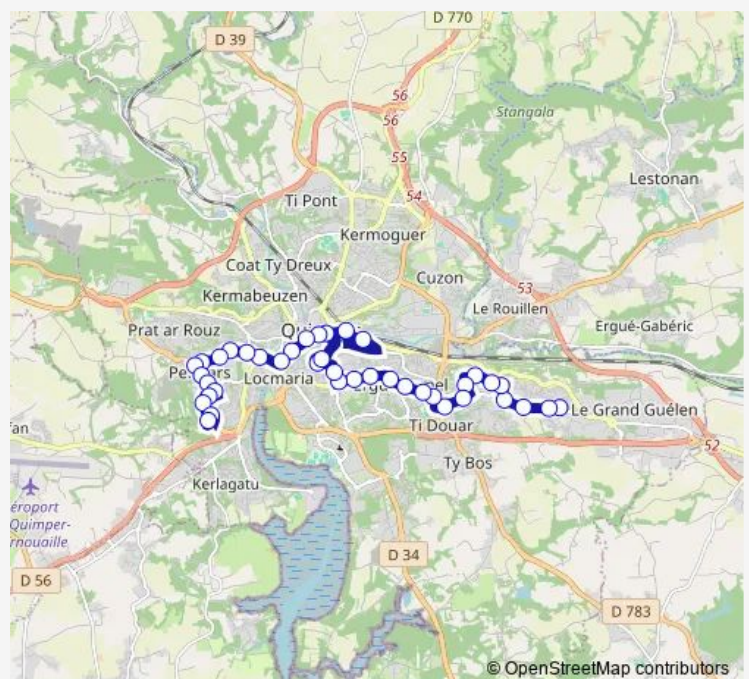 D 770
D 39
56
56
Stangala
55
Lestonan
54
Ti Pont
Kermoguer
Coat Ty Dreux
Cuzon
53
Kermabeuzen
Le Rouillen
Prat ar Rouz
Ergué-Gabéric
Locmaria
Le Grand Guélen
Ti Douar
52
Ty Bos
Kerlagatu
éroport
Quimper-
rnouaille
D 34
D 56
D 783
© OpenStreetMap contributors